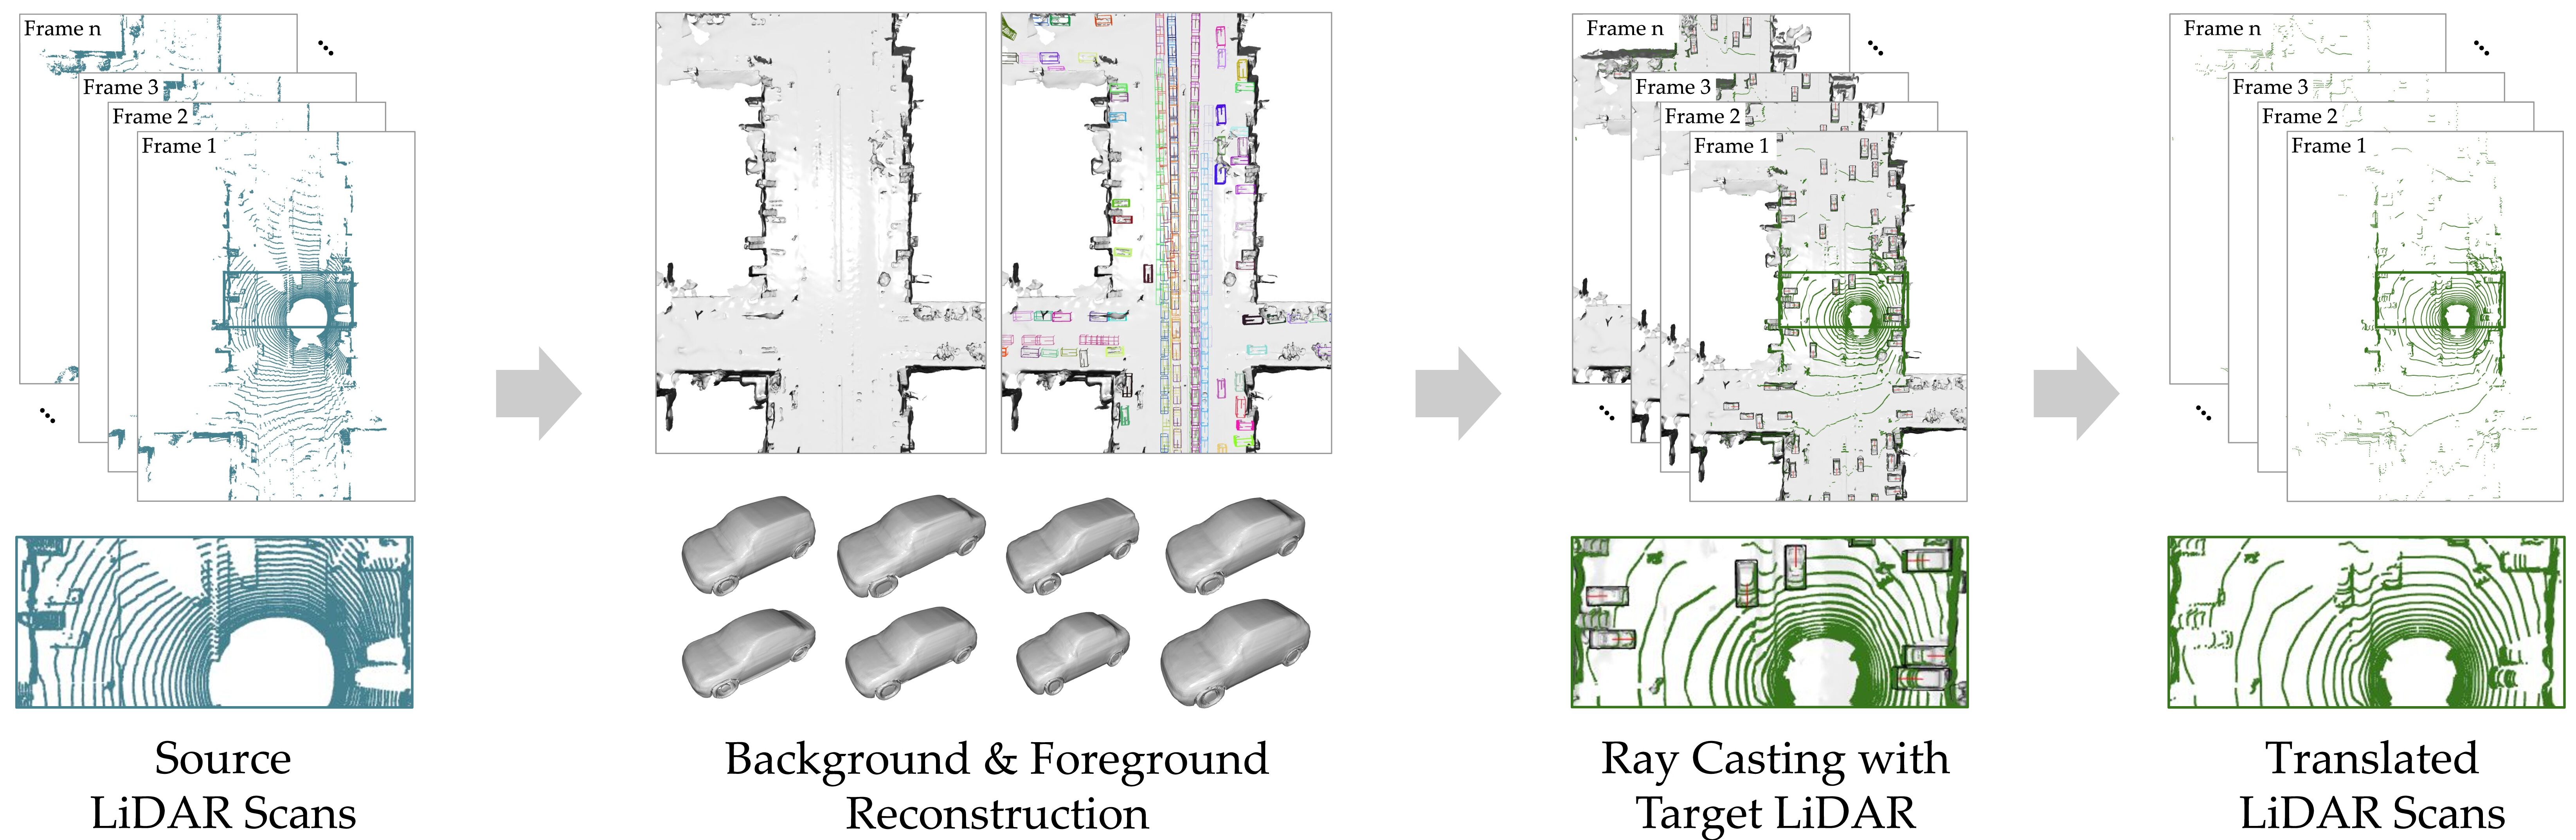 Frame n
Frame 3
Frame 2
Frame 1
Source
LiDAR Scans
Background & Foreground
Reconstruction
Frame n
Frame 3
Frame 2
Frame 1
Ray Casting with
Target LiDAR
Frame n
Frame 3
Frame 2
Frame 1
Translated
LiDAR Scans